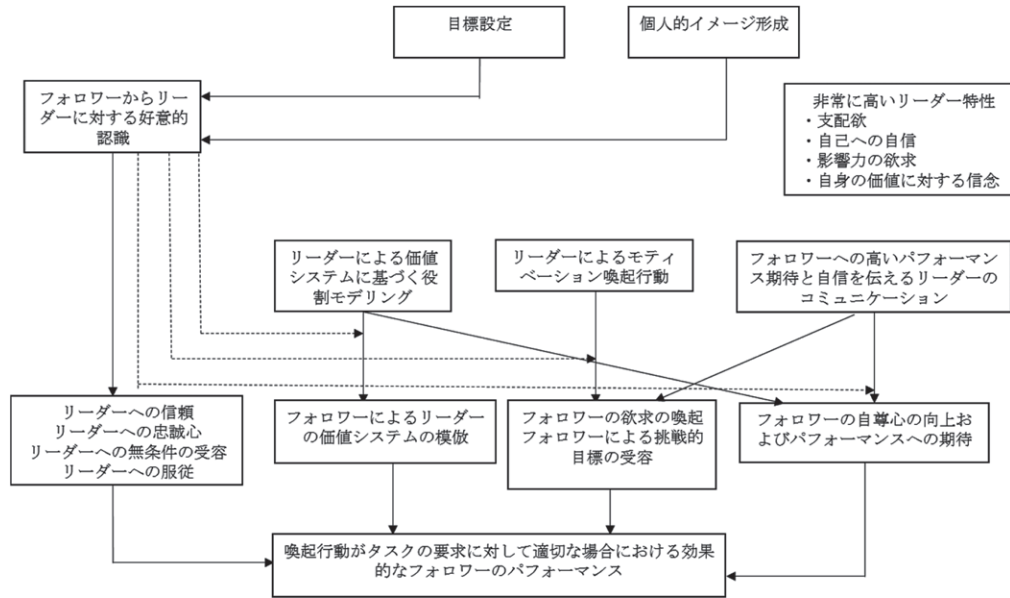 目標設定
個人的イメージ形成
フォロワーからリー
ダーに対する好意的
認識
非常に高いリーダー特性
・支配欲
・自己への自信
・影響力の欲求
・自身の価値に対する信念
リーダーによる価値
システムに基づく役
割モデリング
リーダーによるモティ
ベーション喚起行動
フォロワーへの高いパフォーマン
ス期待と自信を伝えるリーダーの
コミュニケーション
リーダーへの信頼
リーダーへの忠誠心
リーダーへの無条件の受容
リーダーへの服従
フォロワーによるリーダー
の価値システムの模倣
フォロワーの欲求の喚起
フォロワーによる挑戦的
目標の受容
フォロワーの自尊心の向上お
よびパフォーマンスへの期待
喚起行動がタスクの要求に対して適切な場合における効果
的なフォロワーのパフォーマンス